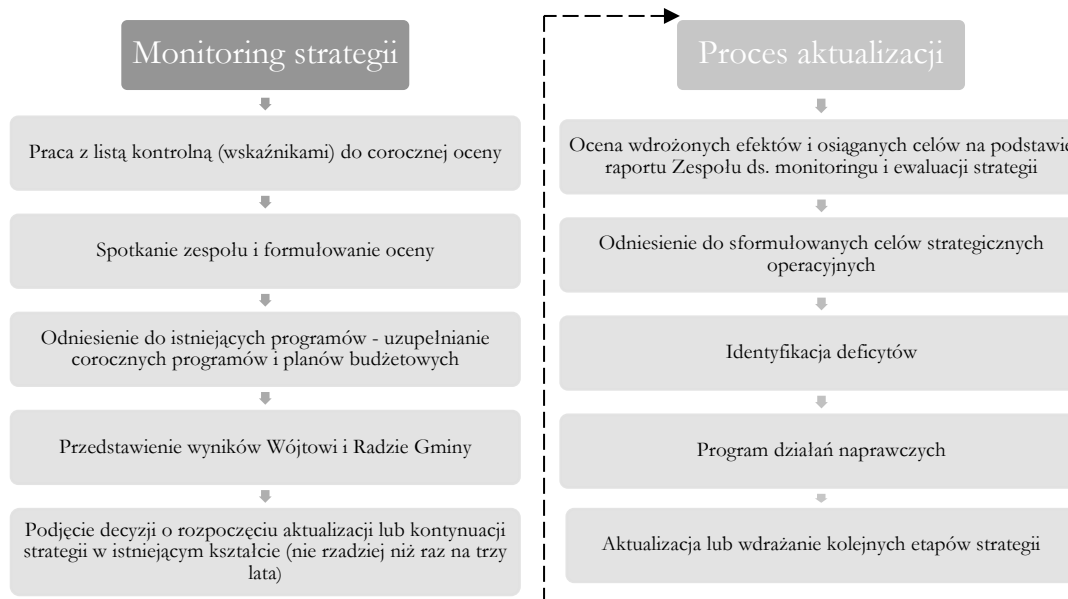 Monitoring strategii
Praca z listą kontrolną (wskaźnikami) do corocznej oceny
Spotkanie zespołu i formułowanie oceny
Odniesienie do istniejących programów - uzupełnianie
corocznych programów i planów budżetowych
Przedstawienie wyników Wójtowi i Radzie Gminy
Podjęcie decyzji o rozpoczęciu aktualizacji lub kontynuacji
strategii w istniejącym kształcie (nie rzadziej niż raz na trzy
lata)
Proces aktualizacji
Ocena wdrożonych efektów i osiąganych celów na podstawie
raportu Zespołu ds. monitoringu i ewaluacji strategii
Odniesienie do sformułowanych celów strategicznych
operacyjnych
Identyfikacja deficytów
Program działań naprawczych
Aktualizacja lub wdrażanie kolejnych etapów strategii